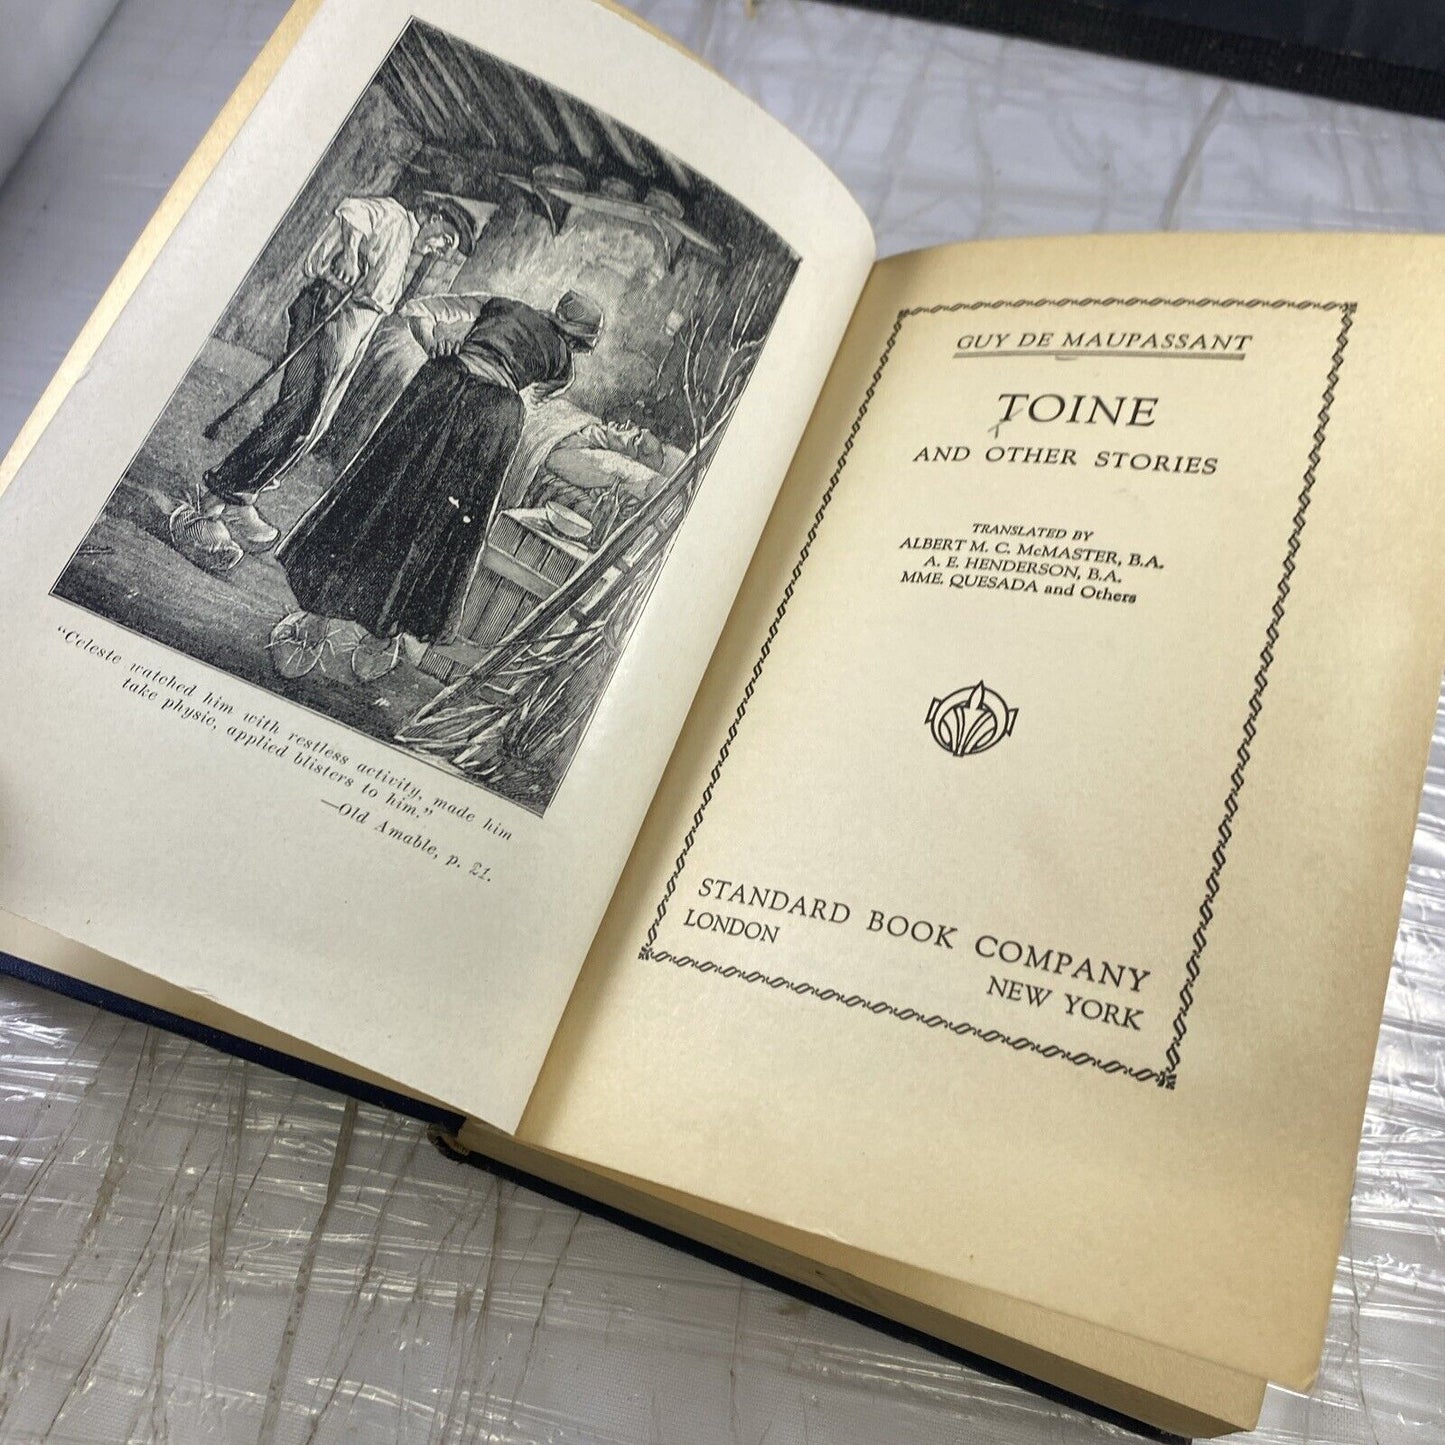 "Celeste watched him with restless activity, made him
take physic, applied blisters to him."
—Old Amable, p. 21.
GUY DE MAUPASSANT
TOINE
AND OTHER STORIES
TRANSLATED BY
ALBERT M. C. McMASTER, B.A.
A. E. HENDERSON, B.A.
MME. QUESADA and Others
STANDARD BOOK COMPANY
LONDON
NEW YORK